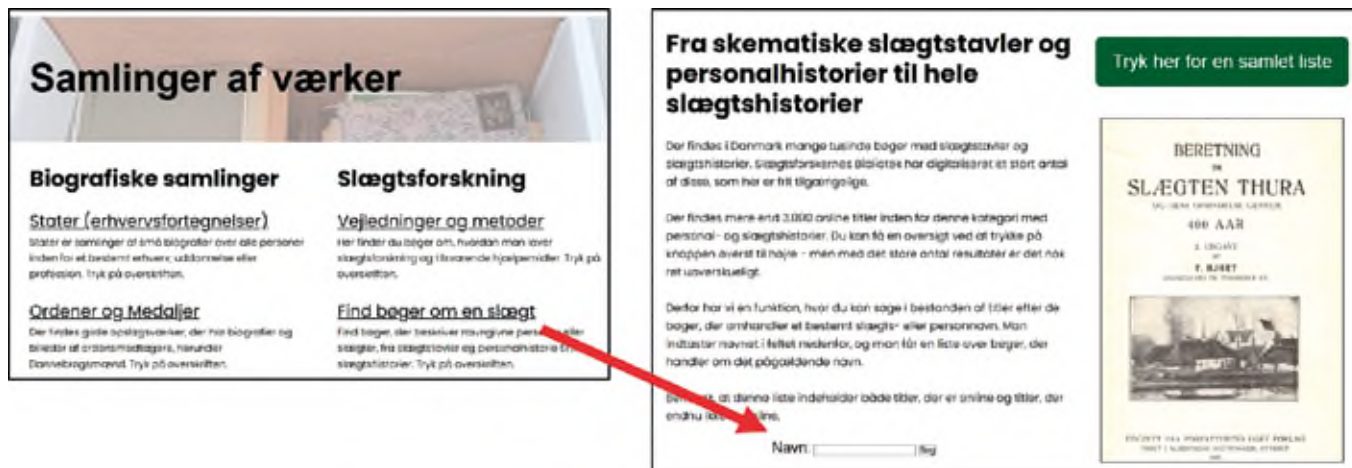 Samlinger af værker
Biografiske samlinger
Stater (erhvervsfortegnelser)
Stater er samlinger af små biografier over alle personer
inden for et bestemt erhverv, uddannelse eller
profession. Tryk på overskriften.
Ordener og Medaljer
Der findes gode opslagsværker, der har biografier og
billeder af ordensmodtagere, herunder
Dannebrogsmænd. Tryk på overskriften.
Slægtsforskning
Vejledninger og metoder
Her finder du bøger om, hvordan man laver
slægtsforskning og tilsvarende hjælpemidler. Tryk på
overskriften.
Find bøger om en slægt
Find bøger, der beskriver navngivne personer eller
slægter, fra slægtstavler og personalhistorie til
slægtshistorier. Tryk på overskriften.
Fra skematiske slægtstavler og
personalhistorier til hele
slægtshistorier
Der findes i Danmark mange tusinde bøger med slægtstavler og
slægtshistorier. Slægtsforskernes Bibliotek har digitaliseret et stort antal
af disse, som her er frit tilgængelige.
Der findes mere end 3.000 online titler inden for denne kategori med
personal- og slægtshistorier. Du kan få en oversigt ved at trykke på
knappen øverst til højre - men med det store antal resultater er det nok
ret uoverskueligt.
Derfor har vi en funktion, hvor du kan søge i bestanden af titler efter de
bøger, der omhandler et bestemt slægts- eller personnavn. Man
indtaster navnet i feltet nedenfor, og man får en liste over bøger, der
handler om det pågældende navn.
Bemærk, at denne liste indeholder både titler, der er online og titler, der
endnu ikke er online.
Navn: Søg
Tryk her for en samlet liste
BERETNING
OM
SLÆGTEN THURA
400 AAR
2. UDGAVE
AF